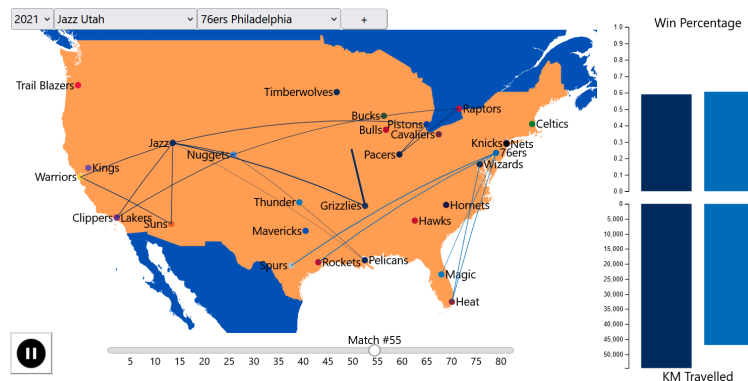 2021 Jazz Utah 76ers Philadelphia +
Win Percentage
1.0
0.9
0.8
0.7
0.6
0.5
0.4
0.3
0.2
0.1
0.0
Trail Blazers
Timberwolves
Bucks
Raptors
Pistons
Bulls
Cavaliers
Celtics
Jazz
Nuggets
Pacers
Knicks
Nets
76ers
Wizards
Kings
Warriors
Clippers
Lakers
Suns
Thunder
Grizzlies
Hornets
Hawks
Mavericks
Spurs
Rockets
Pelicans
Magic
Heat
0
5,000
10,000
15,000
20,000
25,000
30,000
35,000
40,000
45,000
50,000
KM Travelled
Match #55
5 10 15 20 25 30 35 40 45 50 55 60 65 70 75 80